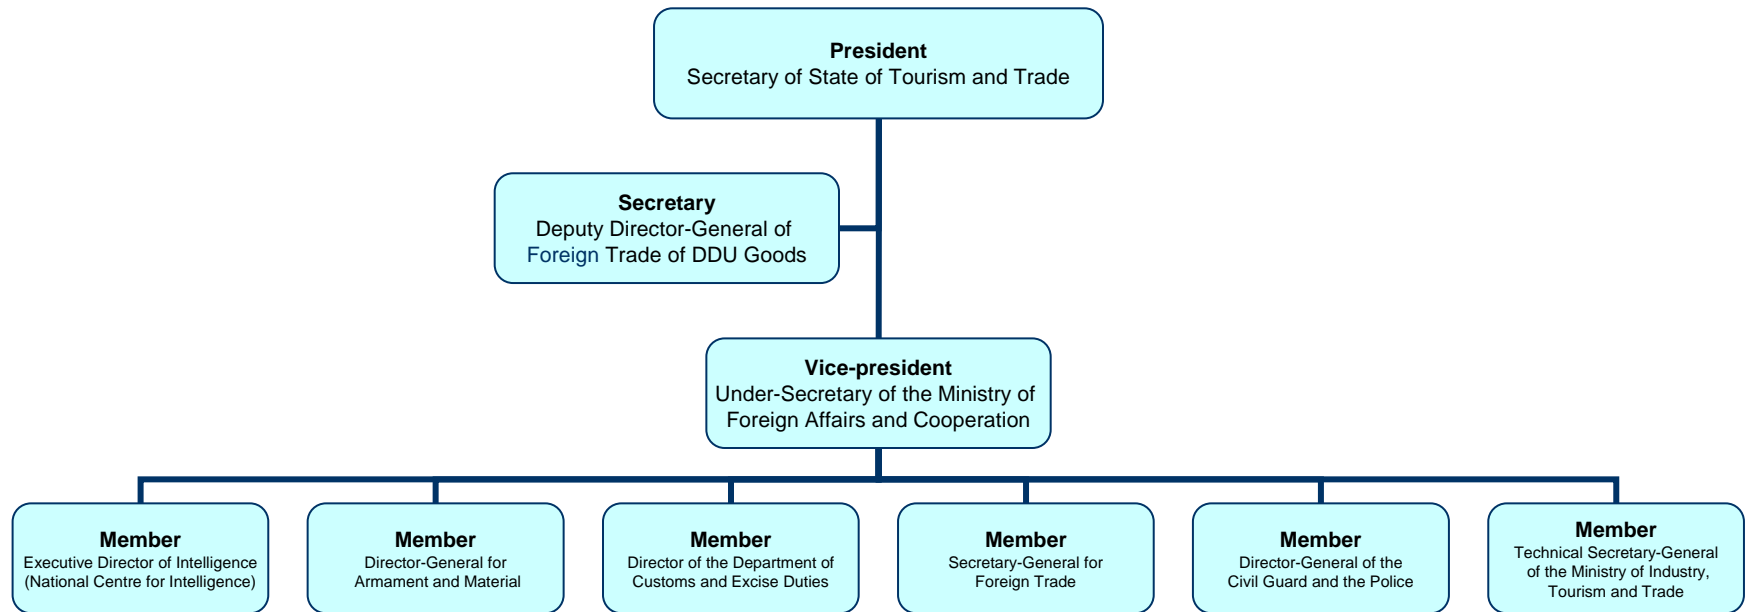 President
Secretary of State of Tourism and Trade
Secretary
Deputy Director-General of
Foreign Trade of DDU Goods
Vice-president
Under-Secretary of the Ministry of
Foreign Affairs and Cooperation
Member
Executive Director of Intelligence
(National Centre for Intelligence)
Member
Director-General for
Armament and Material
Member
Director of the Department of
Customs and Excise Duties
Member
Secretary-General for
Foreign Trade
Member
Director-General of the
Civil Guard and the Police
Member
Technical Secretary-General
of the Ministry of Industry,
Tourism and Trade